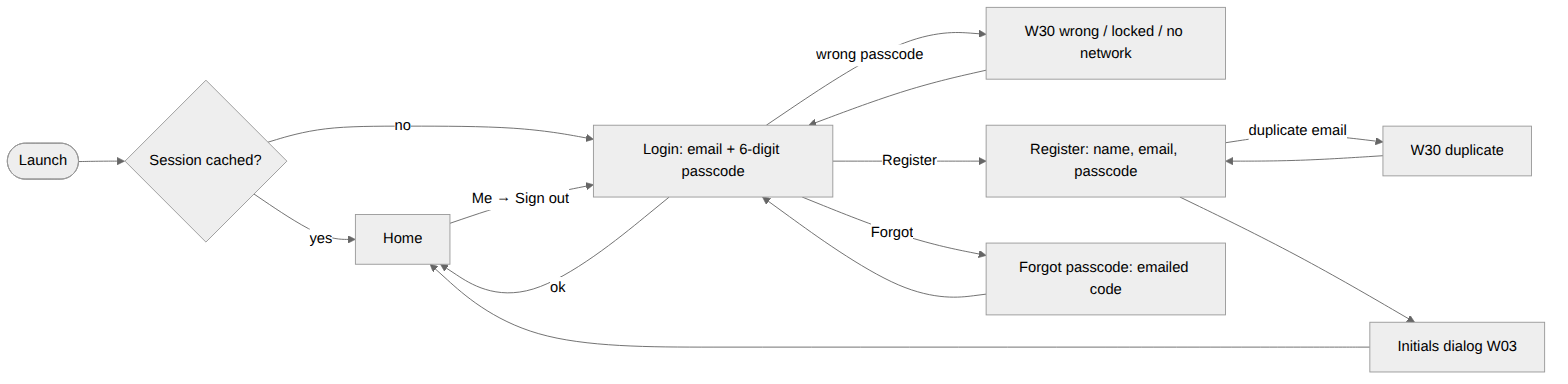 Launch
Session cached?
no
yes
Home
Me → Sign out
Login: email + 6-digit
passcode
ok
wrong passcode
W30 wrong / locked / no
network
Register
Register: name, email,
passcode
duplicate email
W30 duplicate
Forgot
Forgot passcode: emailed
code
Initials dialog W03